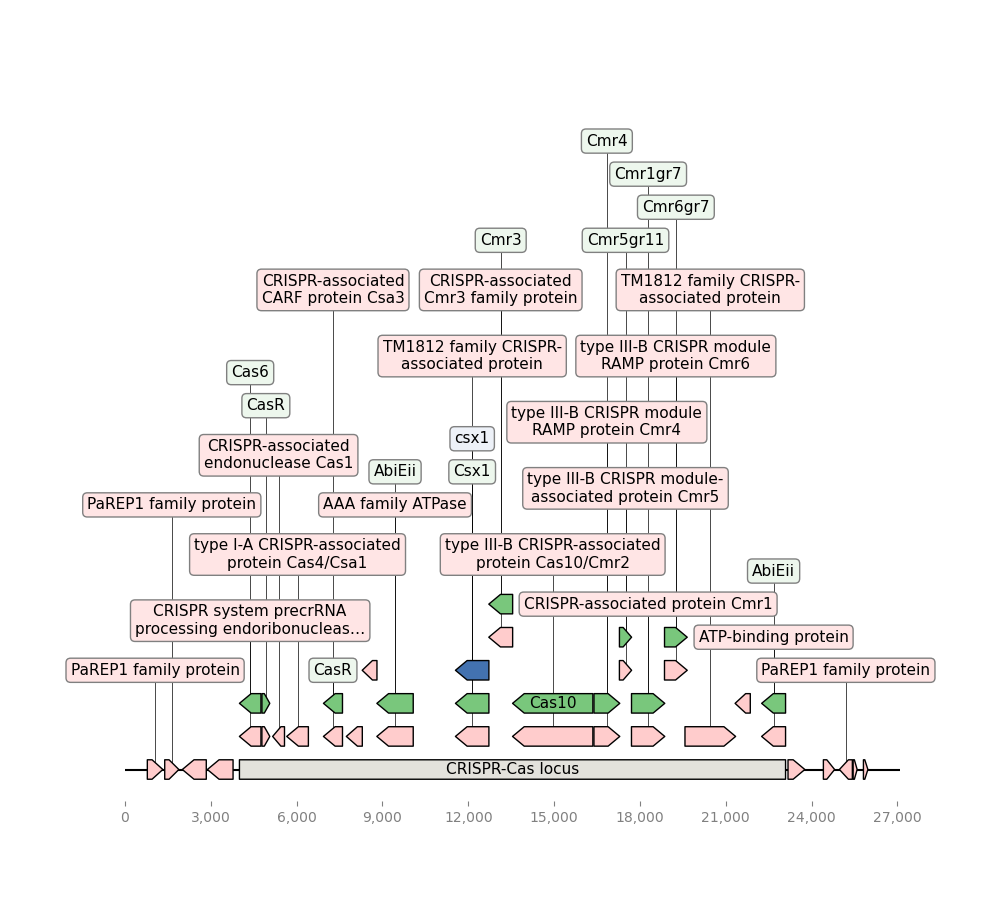 Cmr4
Cmr1gr7
Cmr6gr7
Cmr3
Cmr5gr11
CRISPR-associated
CARF protein Csa3
CRISPR-associated
Cmr3 family protein
TM1812 family CRISPR-
associated protein
TM1812 family CRISPR-
associated protein
type III-B CRISPR module
RAMP protein Cmr6
Cas6
CasR
type III-B CRISPR module
RAMP protein Cmr4
csx1
CRISPR-associated
endonuclease Cas1
AbiEii
Csx1
type III-B CRISPR module-
associated protein Cmr5
PaREP1 family protein
AAA family ATPase
type I-A CRISPR-associated
protein Cas4/Csa1
type III-B CRISPR-associated
protein Cas10/Cmr2
AbiEii
CRISPR system precrRNA
processing endoribonucleas...
CRISPR-associated protein Cmr1
ATP-binding protein
PaREP1 family protein
CasR
PaREP1 family protein
Cas10
CRISPR-Cas locus
0
3,000
6,000
9,000
12,000
15,000
18,000
21,000
24,000
27,000